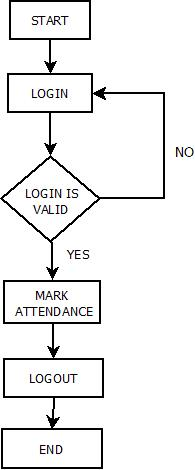 START
LOGIN
NO
LOGIN IS
VALID
YES
MARK
ATTENDANCE
LOGOUT
END